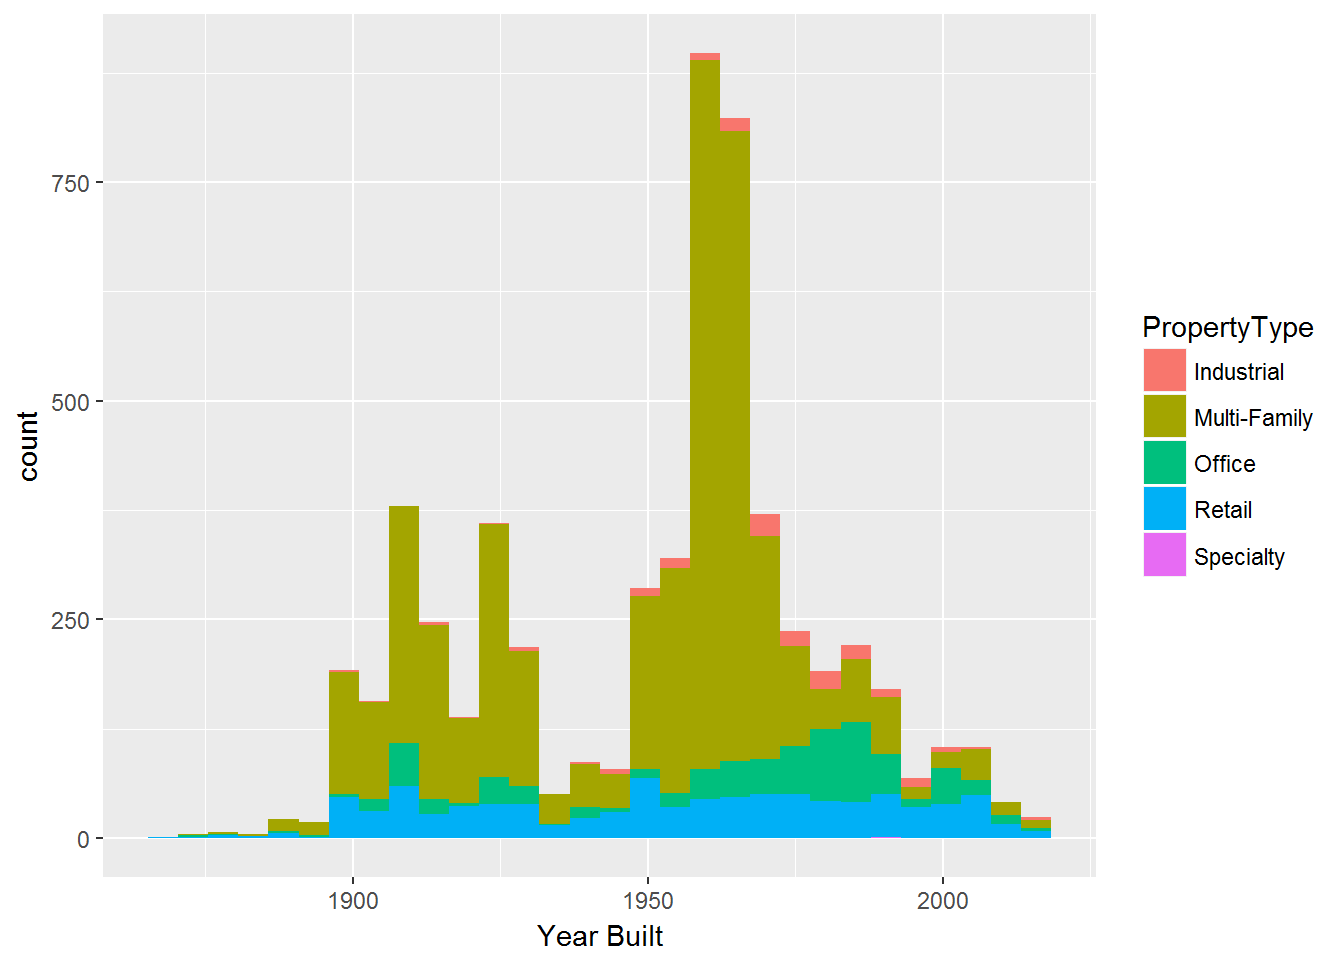 750
500
250
0
count
1900
1950
2000
Year Built
PropertyType
Industrial
Multi-Family
Office
Retail
Specialty